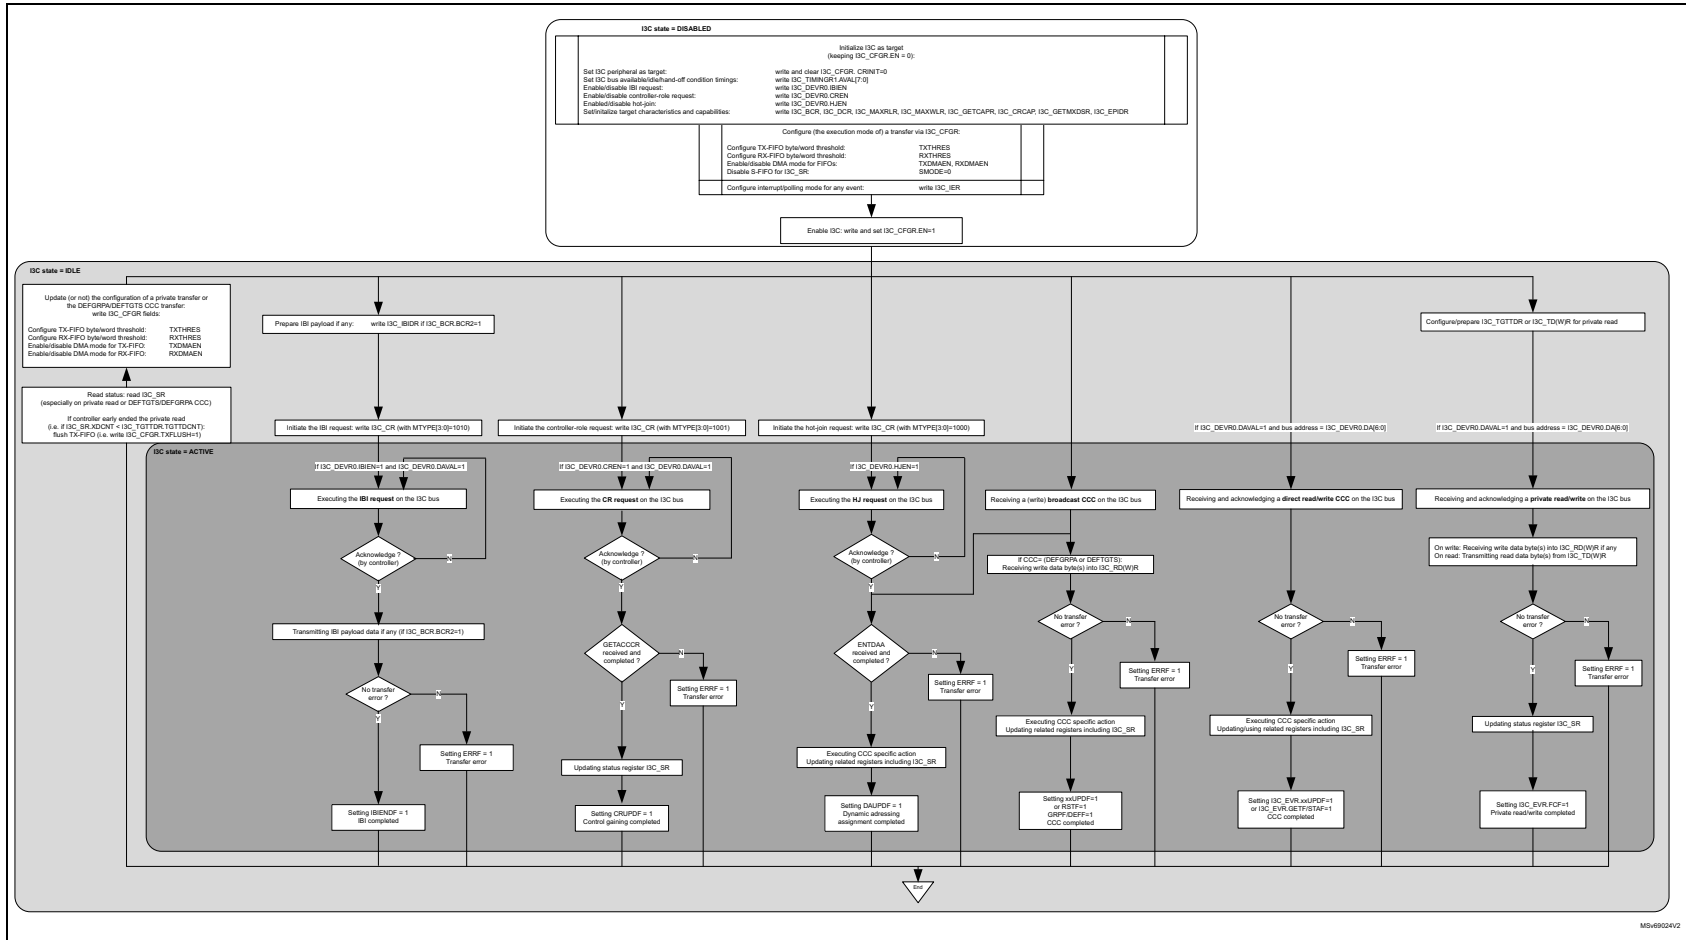 I3C state = DISABLED
Initialize I3C as target
(keeping I3C_CFGR.EN = 0):
Set I3C peripheral as target: write and clear I3C_CFGR. CRINIT=0
Set I3C bus available/idle/hand-off condition timings: write I3C_TIMINGR1.AVAL[7:0]
Enable/disable IBI request: write I3C_DEVR0.IBIEN
Enable/disable controller-role request: write I3C_DEVR0.CREN
Enabled/disable hot-join: write I3C_DEVR0.HJEN
Set/initalize target characteristics and capabilities: write I3C_BCR, I3C_DCR, I3C_MAXRLR, I3C_MAXWLR, I3C_GETCAPR, I3C_CRCAP, I3C_GETMXDSR, I3C_EPIDR
Configure (the execution mode of) a transfer via I3C_CFGR:
Configure TX-FIFO byte/word threshold: TXTHRES
Configure RX-FIFO byte/word threshold: RXTHRES
Enable/disable DMA mode for FIFOs: TXDMAEN, RXDMAEN
Disable S-FIFO for I3C_SR: SMODE=0
Configure interrupt/polling mode for any event: write I3C_IER
Enable I3C: write and set I3C_CFGR.EN=1
I3C state = IDLE
Update (or not) the configuration of a private transfer or
the DEFGRPA/DEFTGTS CCC transfer:
write I3C_CFGR fields:
Configure TX-FIFO byte/word threshold: TXTHRES
Configure RX-FIFO byte/word threshold: RXTHRES
Enable/disable DMA mode for TX-FIFO: TXDMAEN
Enable/disable DMA mode for RX-FIFO: RXDMAEN
Read status: read I3C_SR
(especially on private read or DEFTGTS/DEFGRPA CCC)
If controller early ended the private read
(i.e. if I3C_SR.XDCNT < I3C_TGTTDR.TGTTDCNT):
flush TX-FIFO (i.e. write I3C_CFGR.TXFLUSH=1)
Prepare IBI payload if any: write I3C_IBIDR if I3C_BCR.BCR2=1
Configure/prepare I3C_TGTTDR or I3C_TD(W)R for private read
Initiate the IBI request: write I3C_CR (with MTYPE[3:0]=1010)
Initiate the controller-role request: write I3C_CR (with MTYPE[3:0]=1001)
Initiate the hot-join request: write I3C_CR (with MTYPE[3:0]=1000)
If I3C_DEVR0.DAVAL=1 and bus address = I3C_DEVR0.DA[6:0]
If I3C_DEVR0.DAVAL=1 and bus address = I3C_DEVR0.DA[6:0]
I3C state = ACTIVE
If I3C_DEVR0.IBIEN=1 and I3C_DEVR0.DAVAL=1
Executing the IBI request on the I3C bus
Acknowledge ?
(by controller)
N
Y
Transmitting IBI payload data if any (if I3C_BCR.BCR2=1)
No transfer
error ?
N
Y
Setting ERRF = 1
Transfer error
Setting IBIENDF = 1
IBI completed
If I3C_DEVR0.CREN=1 and I3C_DEVR0.DAVAL=1
Executing the CR request on the I3C bus
Acknowledge ?
(by controller)
N
Y
GETACCCR
received and
completed ?
N
Y
Setting ERRF = 1
Transfer error
Updating status register I3C_SR
Setting CRUPDF = 1
Control gaining completed
If I3C_DEVR0.HJEN=1
Executing the HJ request on the I3C bus
Acknowledge ?
(by controller)
N
Y
ENTDAA
received and
completed ?
N
Y
Setting ERRF = 1
Transfer error
Executing CCC specific action
Updating related registers including I3C_SR
Setting DAUPDF = 1
Dynamic adressing
assignment completed
Receiving a (write) broadcast CCC on the I3C bus
If CCC= (DEFGRPA or DEFTGTS):
Receiving write data byte(s) into I3C_RD(W)R
No transfer
error ?
N
Y
Setting ERRF = 1
Transfer error
Executing CCC specific action
Updating related registers including I3C_SR
Setting xxUPDF=1
or RSTF=1
GRPF/DEFF=1
CCC completed
Receiving and acknowledging a direct read/write CCC on the I3C bus
No transfer
error ?
N
Y
Setting ERRF = 1
Transfer error
Executing CCC specific action
Updating/using related registers including I3C_SR
Setting I3C_EVR.xxUPDF=1
or I3C_EVR.GETF/STAF=1
CCC completed
Receiving and acknowledging a private read/write on the I3C bus
On write: Receiving write data byte(s) into I3C_RD(W)R if any
On read: Transmitting read data byte(s) from I3C_TD(W)R
No transfer
error ?
N
Y
Setting ERRF = 1
Transfer error
Updating status register I3C_SR
Setting I3C_EVR.FCF=1
Private read/write completed
End
MSv69024V2